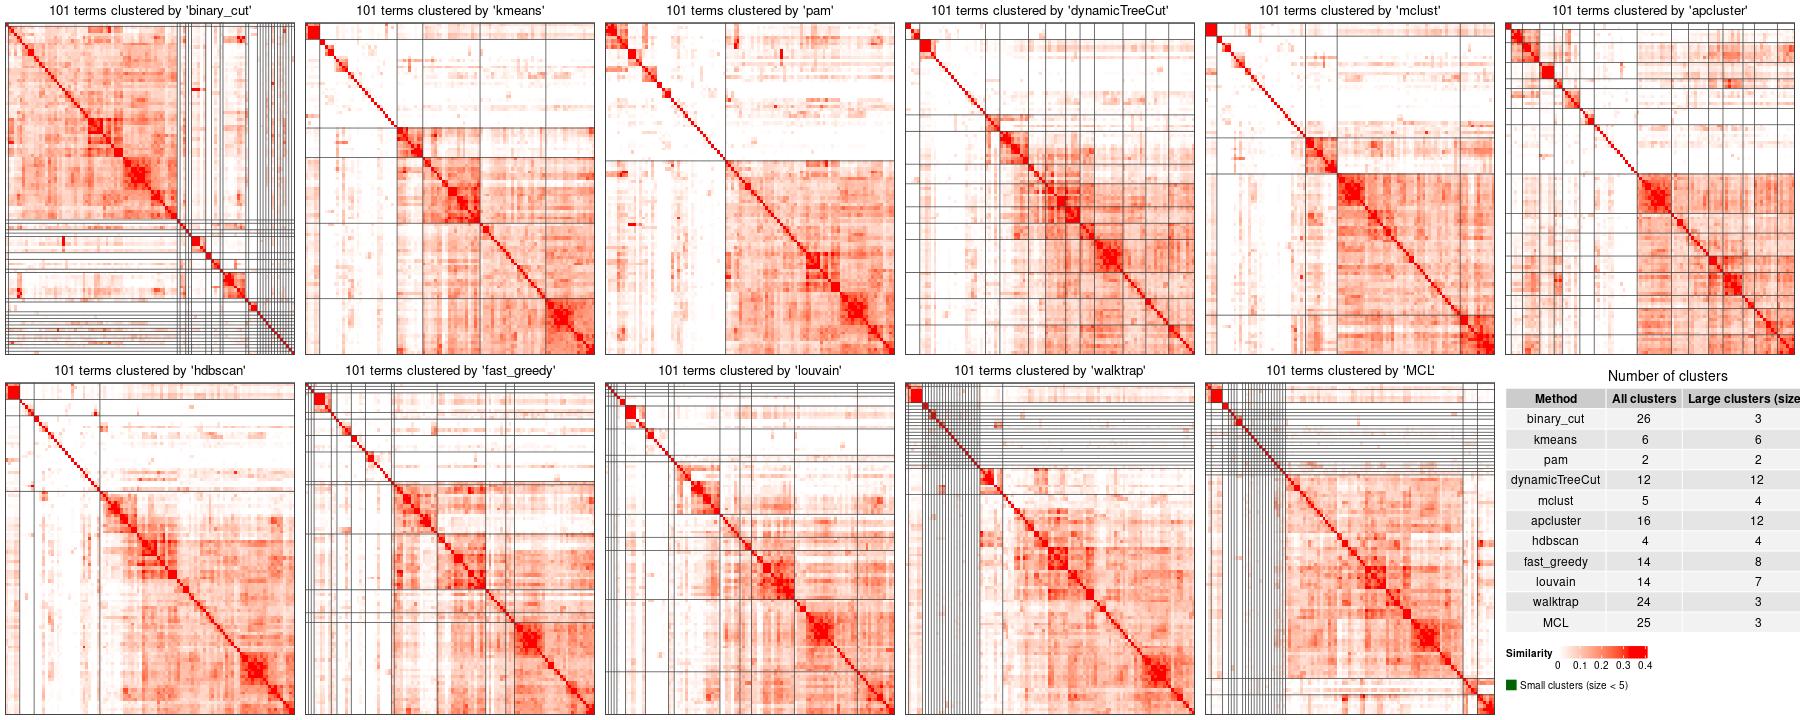 101 terms clustered by 'binary_cut'
101 terms clustered by 'kmeans'
101 terms clustered by 'pam'
101 terms clustered by 'dynamicTreeCut'
101 terms clustered by 'mclust'
101 terms clustered by 'apcluster'
101 terms clustered by 'hdbscan'
101 terms clustered by 'fast_greedy'
101 terms clustered by 'louvain'
101 terms clustered by 'walktrap'
101 terms clustered by 'MCL'
Number of clusters
Method All clusters Large clusters (size
binary_cut 26 3
kmeans 6 6
pam 2 2
dynamicTreeCut 12 12
mclust 5 4
apcluster 16 12
hdbscan 4 4
fast_greedy 14 8
louvain 14 7
walktrap 24 3
MCL 25 3
Similarity
0 0.1 0.2 0.3 0.4
Small clusters (size < 5)